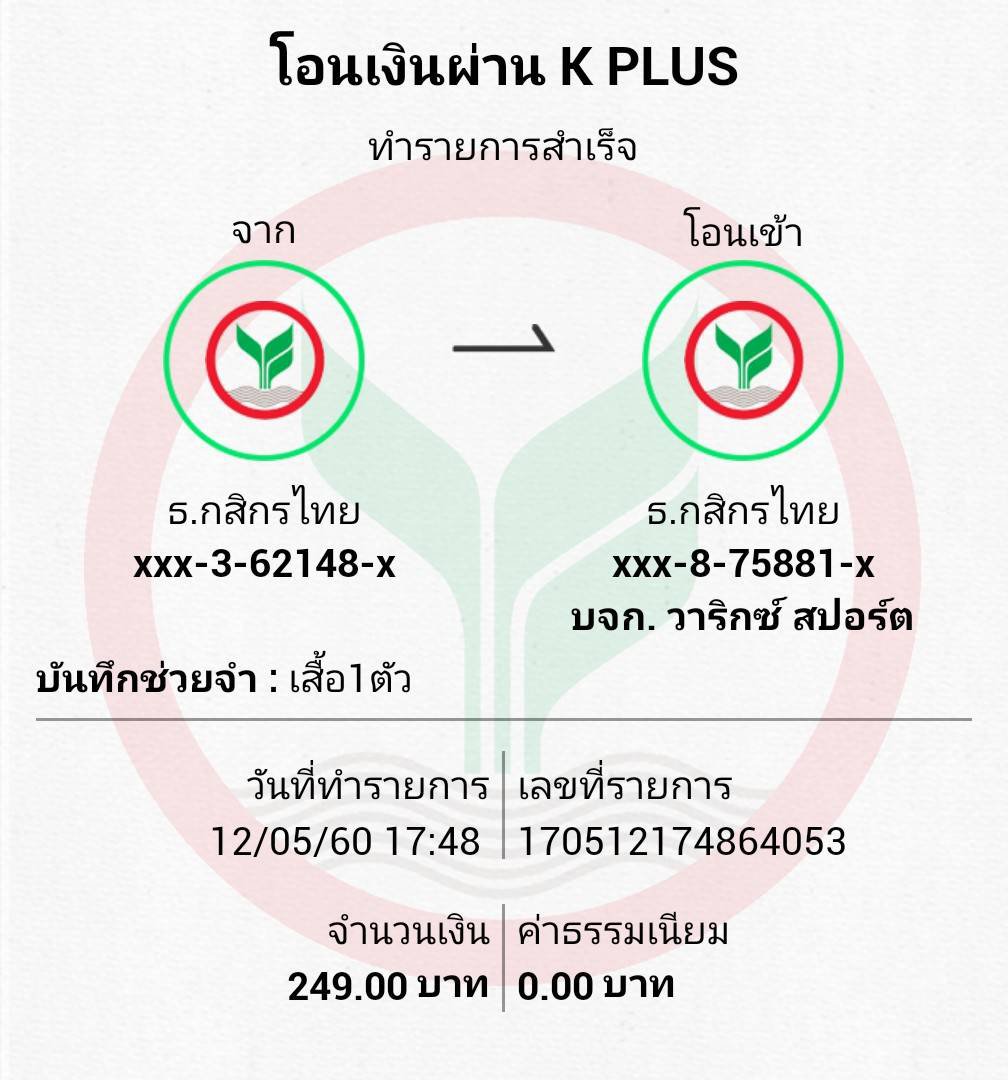 โอนเงินผ่าน K PLUS
ทำรายการสำเร็จ
จาก
โอนเข้า
ธ.กสิกรไทย
xxx-3-62148-x
ธ.กสิกรไทย
xxx-8-75881-x
บจก. วาริกซ์ สปอร์ต
บันทึกช่วยจำ : เสื้อ1ตัว
วันที่ทำรายการ
12/05/60 17:48
เลขที่รายการ
170512174864053
จำนวนเงิน
249.00 บาท
ค่าธรรมเนียม
0.00 บาท